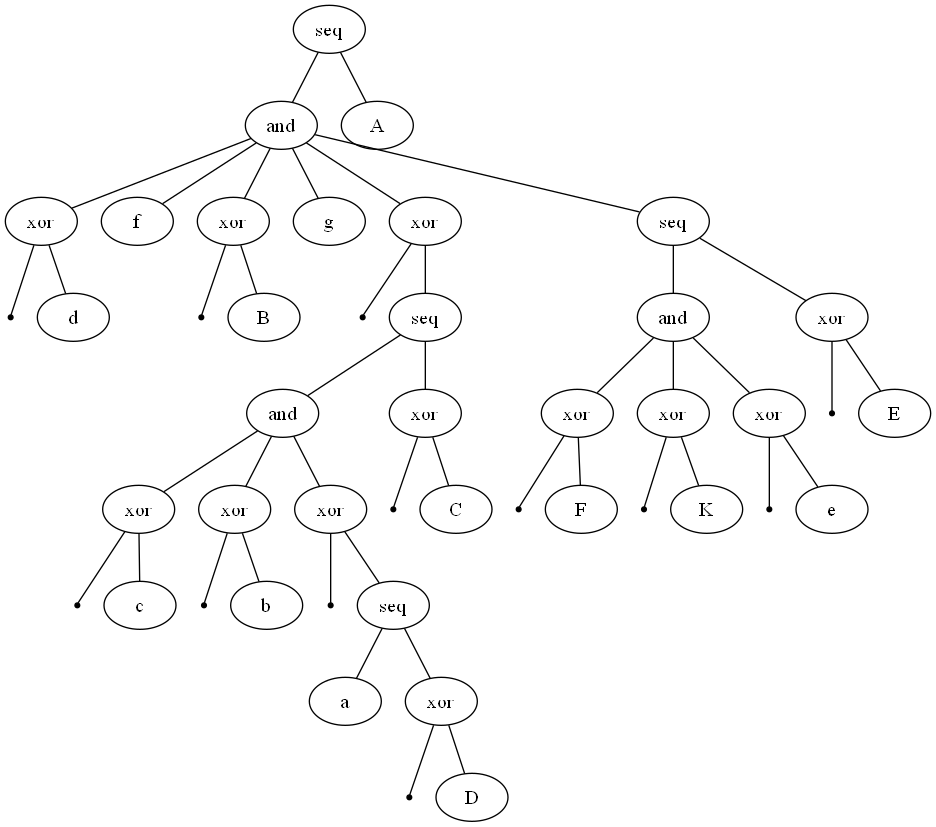 seq
and A
xor f xor g xor seq
d B seq and xor
and xor xor xor xor E
xor xor xor C F K e
c b seq
a xor
D